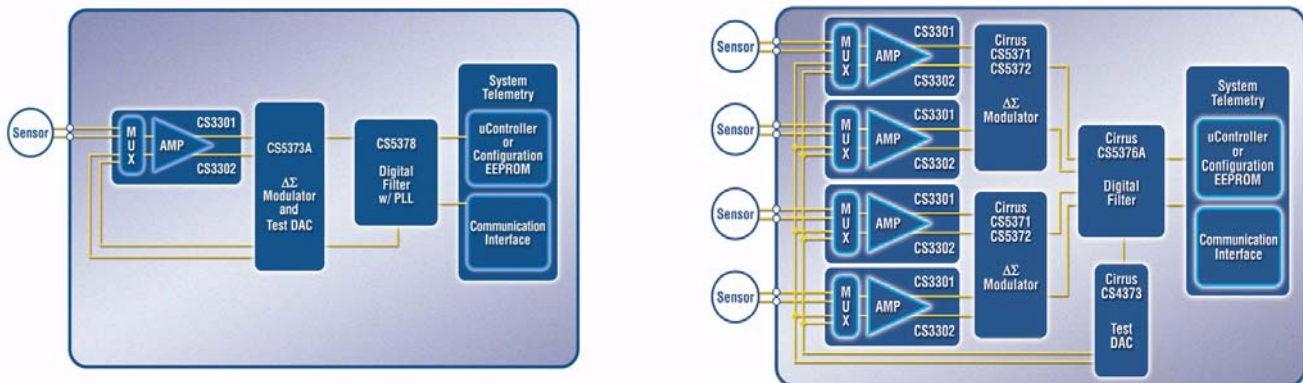 Sensor
M
U
X
AMP
CS3301
CS3302
CS5373A
ΔΣ
Modulator
and
Test DAC
CS5378
Digital
Filter
w/ PLL
System
Telemetry
uController
or
Configuration
EEPROM
Communication
Interface
Sensor
M
U
X
AMP
CS3301
CS3302
Sensor
M
U
X
AMP
CS3301
CS3302
Sensor
M
U
X
AMP
CS3301
CS3302
Sensor
M
U
X
AMP
CS3301
CS3302
Cirrus
CS5371
CS5372
ΔΣ
Modulator
Cirrus
CS5371
CS5372
ΔΣ
Modulator
Cirrus
CS5376A
Digital
Filter
Cirrus
CS4373
Test
DAC
System
Telemetry
uController
or
Configuration
EEPROM
Communication
Interface